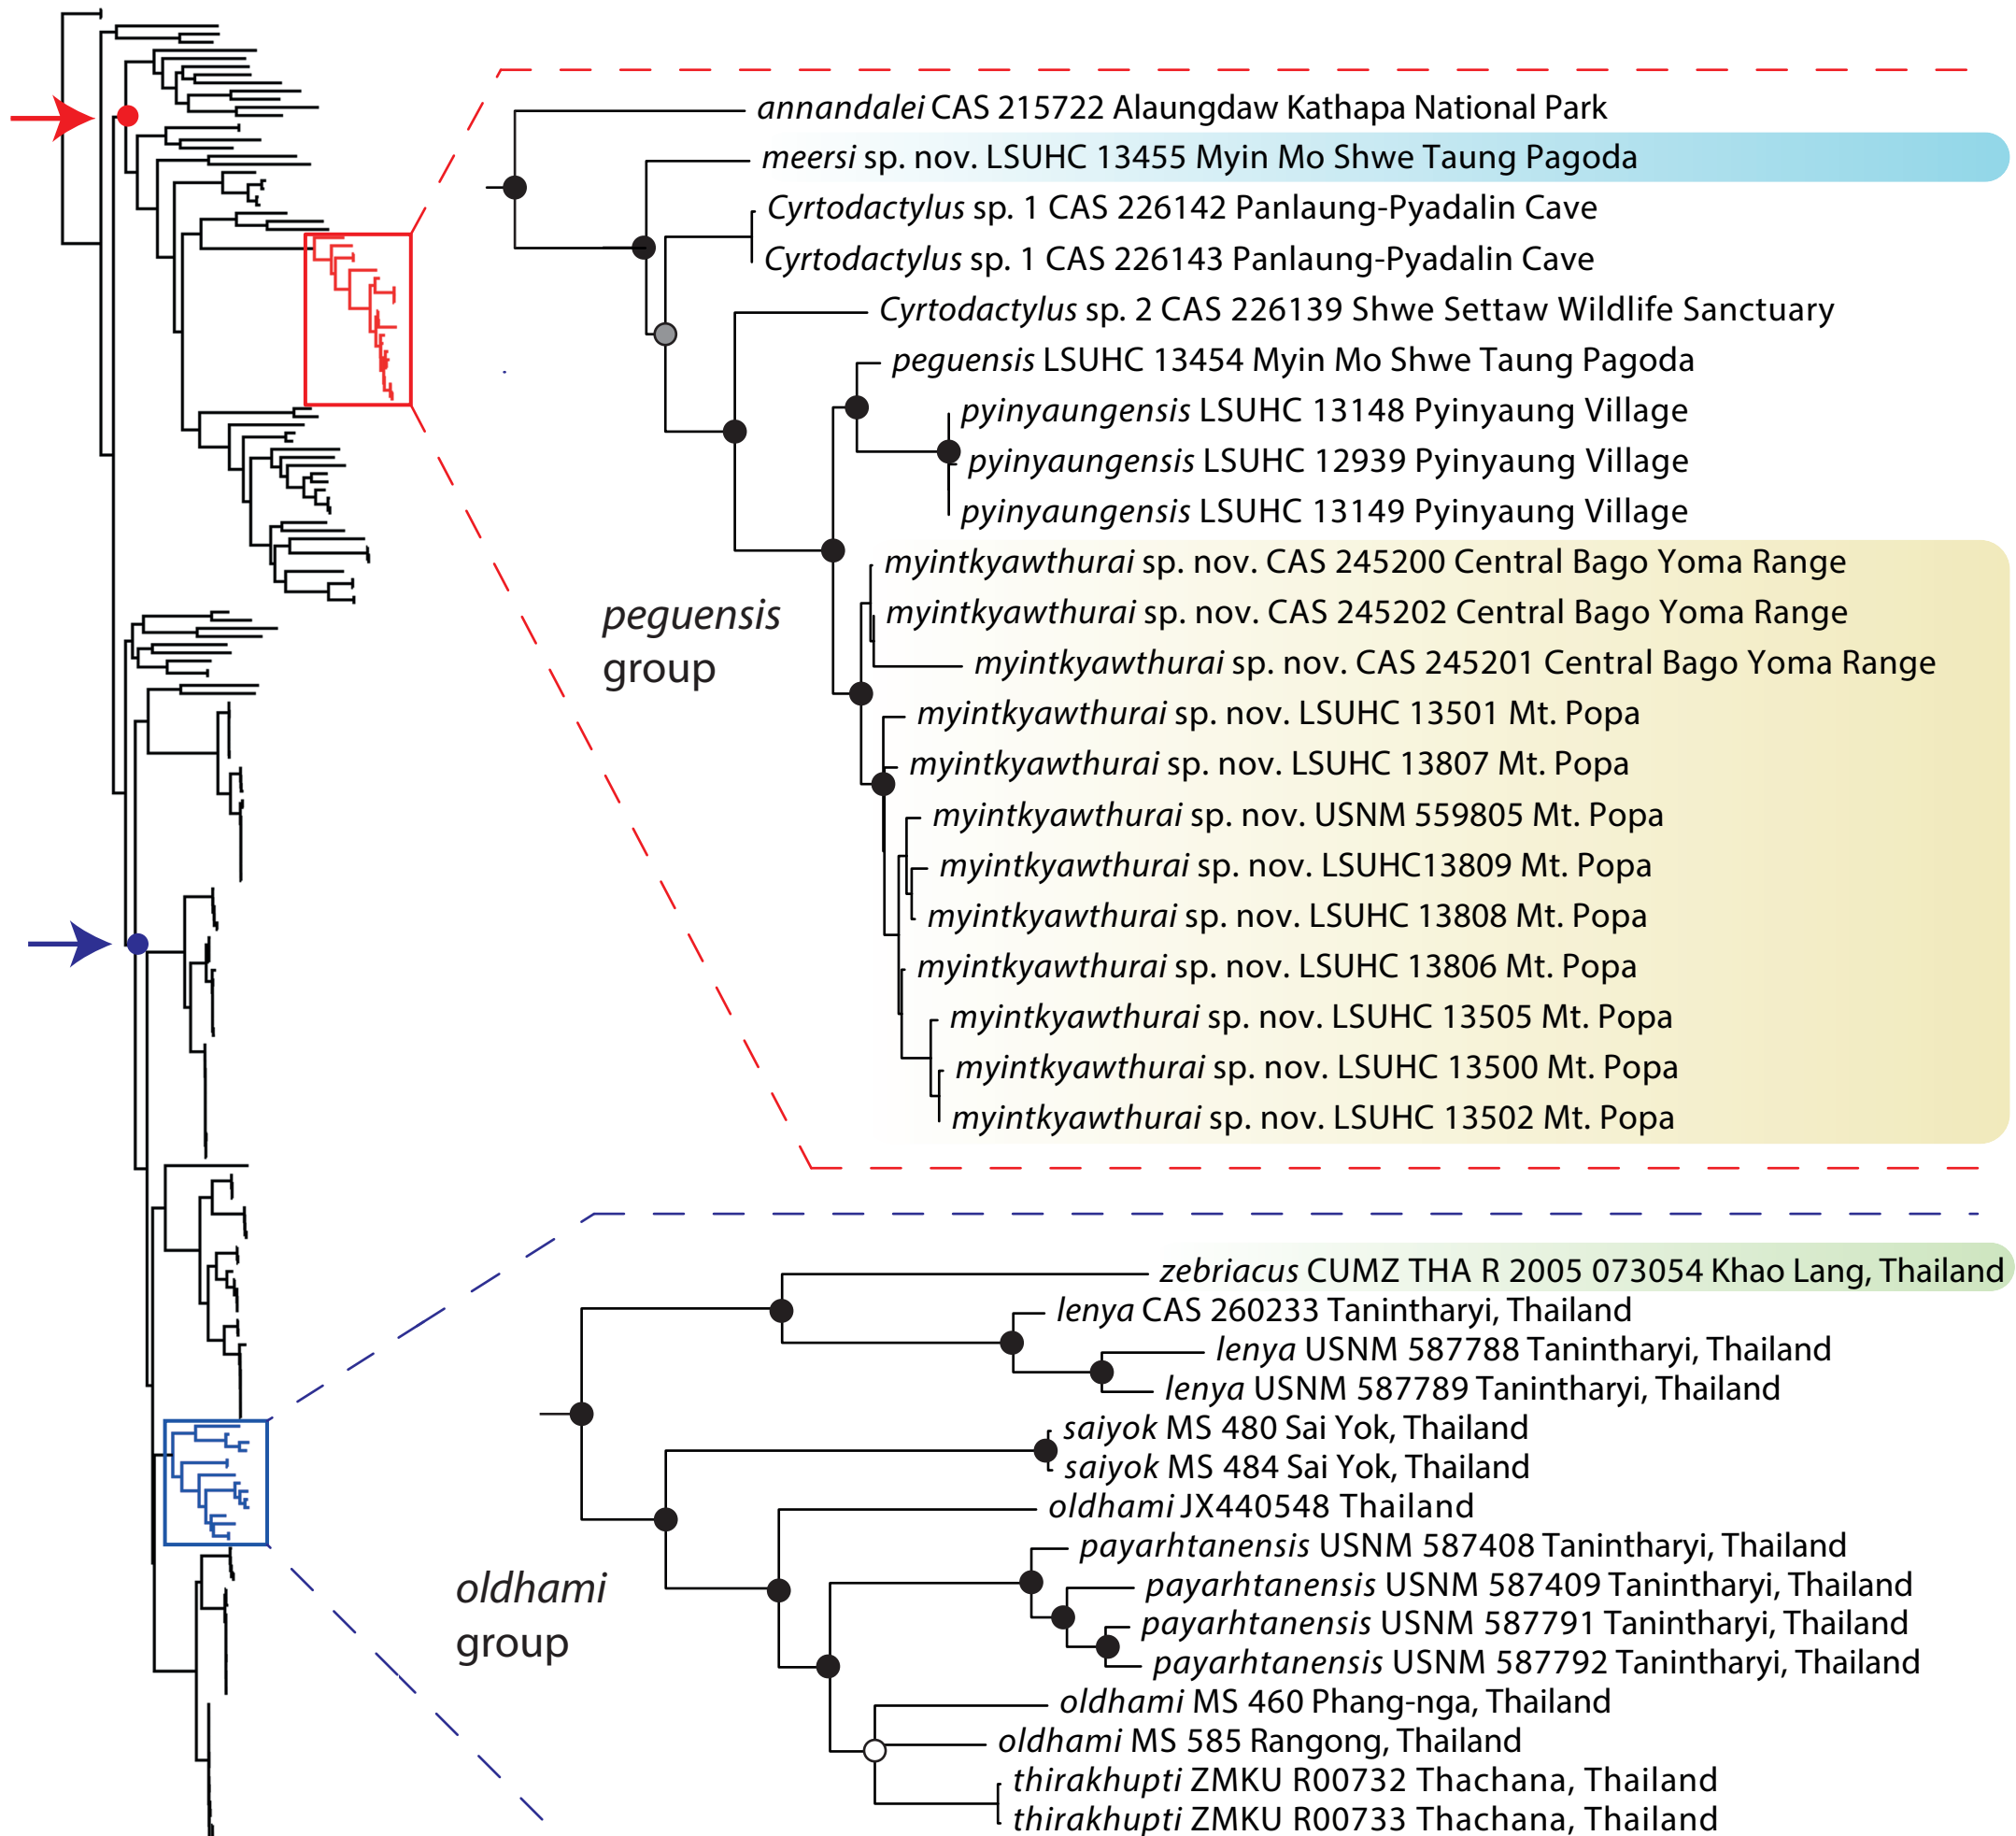 annandalei CAS 215722 Alaungdaw Kathapa National Park
meersi sp. nov. LSUHC 13455 Myin Mo Shwe Taung Pagoda
Cyrtodactylus sp. 1 CAS 226142 Panlaung-Pyadalin Cave
Cyrtodactylus sp. 1 CAS 226143 Panlaung-Pyadalin Cave
Cyrtodactylus sp. 2 CAS 226139 Shwe Settaw Wildlife Sanctuary
peguensis LSUHC 13454 Myin Mo Shwe Taung Pagoda
pyinyaungensis LSUHC 13148 Pyinyaung Village
pyinyaungensis LSUHC 12939 Pyinyaung Village
pyinyaungensis LSUHC 13149 Pyinyaung Village
myintkyawthurai sp. nov. CAS 245200 Central Bago Yoma Range
myintkyawthurai sp. nov. CAS 245202 Central Bago Yoma Range
myintkyawthurai sp. nov. CAS 245201 Central Bago Yoma Range
myintkyawthurai sp. nov. LSUHC 13501 Mt. Popa
myintkyawthurai sp. nov. LSUHC 13807 Mt. Popa
myintkyawthurai sp. nov. USNM 559805 Mt. Popa
myintkyawthurai sp. nov. LSUHC13809 Mt. Popa
myintkyawthurai sp. nov. LSUHC 13808 Mt. Popa
myintkyawthurai sp. nov. LSUHC 13806 Mt. Popa
myintkyawthurai sp. nov. LSUHC 13505 Mt. Popa
myintkyawthurai sp. nov. LSUHC 13500 Mt. Popa
myintkyawthurai sp. nov. LSUHC 13502 Mt. Popa
peguensis
group
zebriacus CUMZ THA R 2005 073054 Khao Lang, Thailand
lenya CAS 260233 Tanintharyi, Thailand
lenya USNM 587788 Tanintharyi, Thailand
lenya USNM 587789 Tanintharyi, Thailand
saiyok MS 480 Sai Yok, Thailand
saiyok MS 484 Sai Yok, Thailand
oldhami JX440548 Thailand
payarhtanensis USNM 587408 Tanintharyi, Thailand
payarhtanensis USNM 587409 Tanintharyi, Thailand
payarhtanensis USNM 587791 Tanintharyi, Thailand
payarhtanensis USNM 587792 Tanintharyi, Thailand
oldhami MS 460 Phang-nga, Thailand
oldhami MS 585 Rangong, Thailand
thirakhupti ZMKU R00732 Thachana, Thailand
thirakhupti ZMKU R00733 Thachana, Thailand
oldhami
group